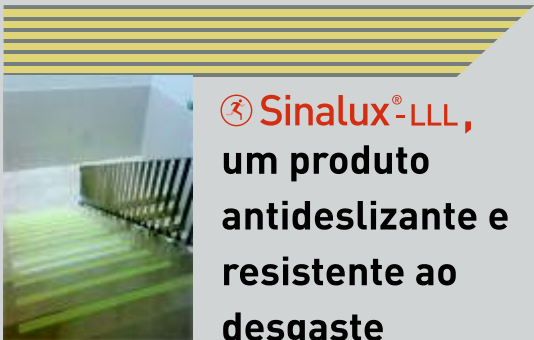 Sinalux®-LLL,
um produto
antideslizante e
resistente ao
desgaste